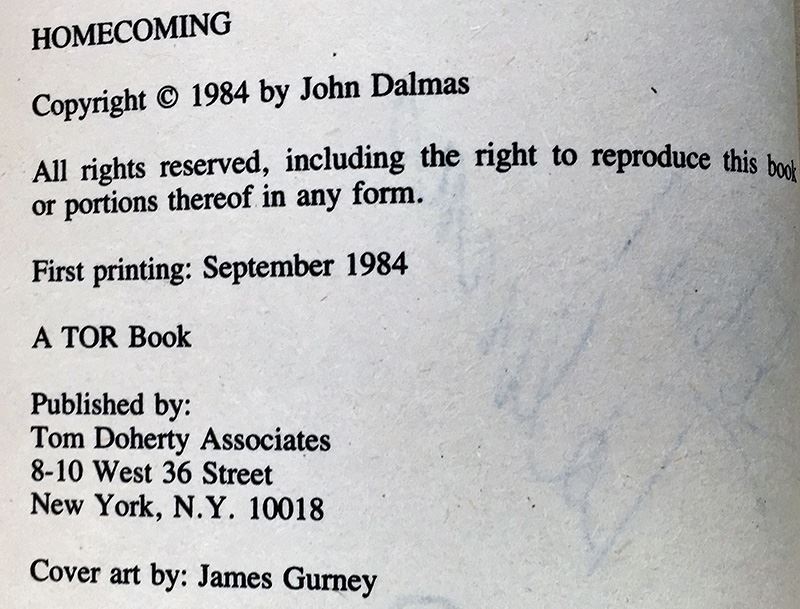 HOMECOMING
Copyright © 1984 by John Dalmas
All rights reserved, including the right to reproduce this book
or portions thereof in any form.
First printing: September 1984
A TOR Book
Published by:
Tom Doherty Associates
8-10 West 36 Street
New York, N.Y. 10018
Cover art by: James Gurney